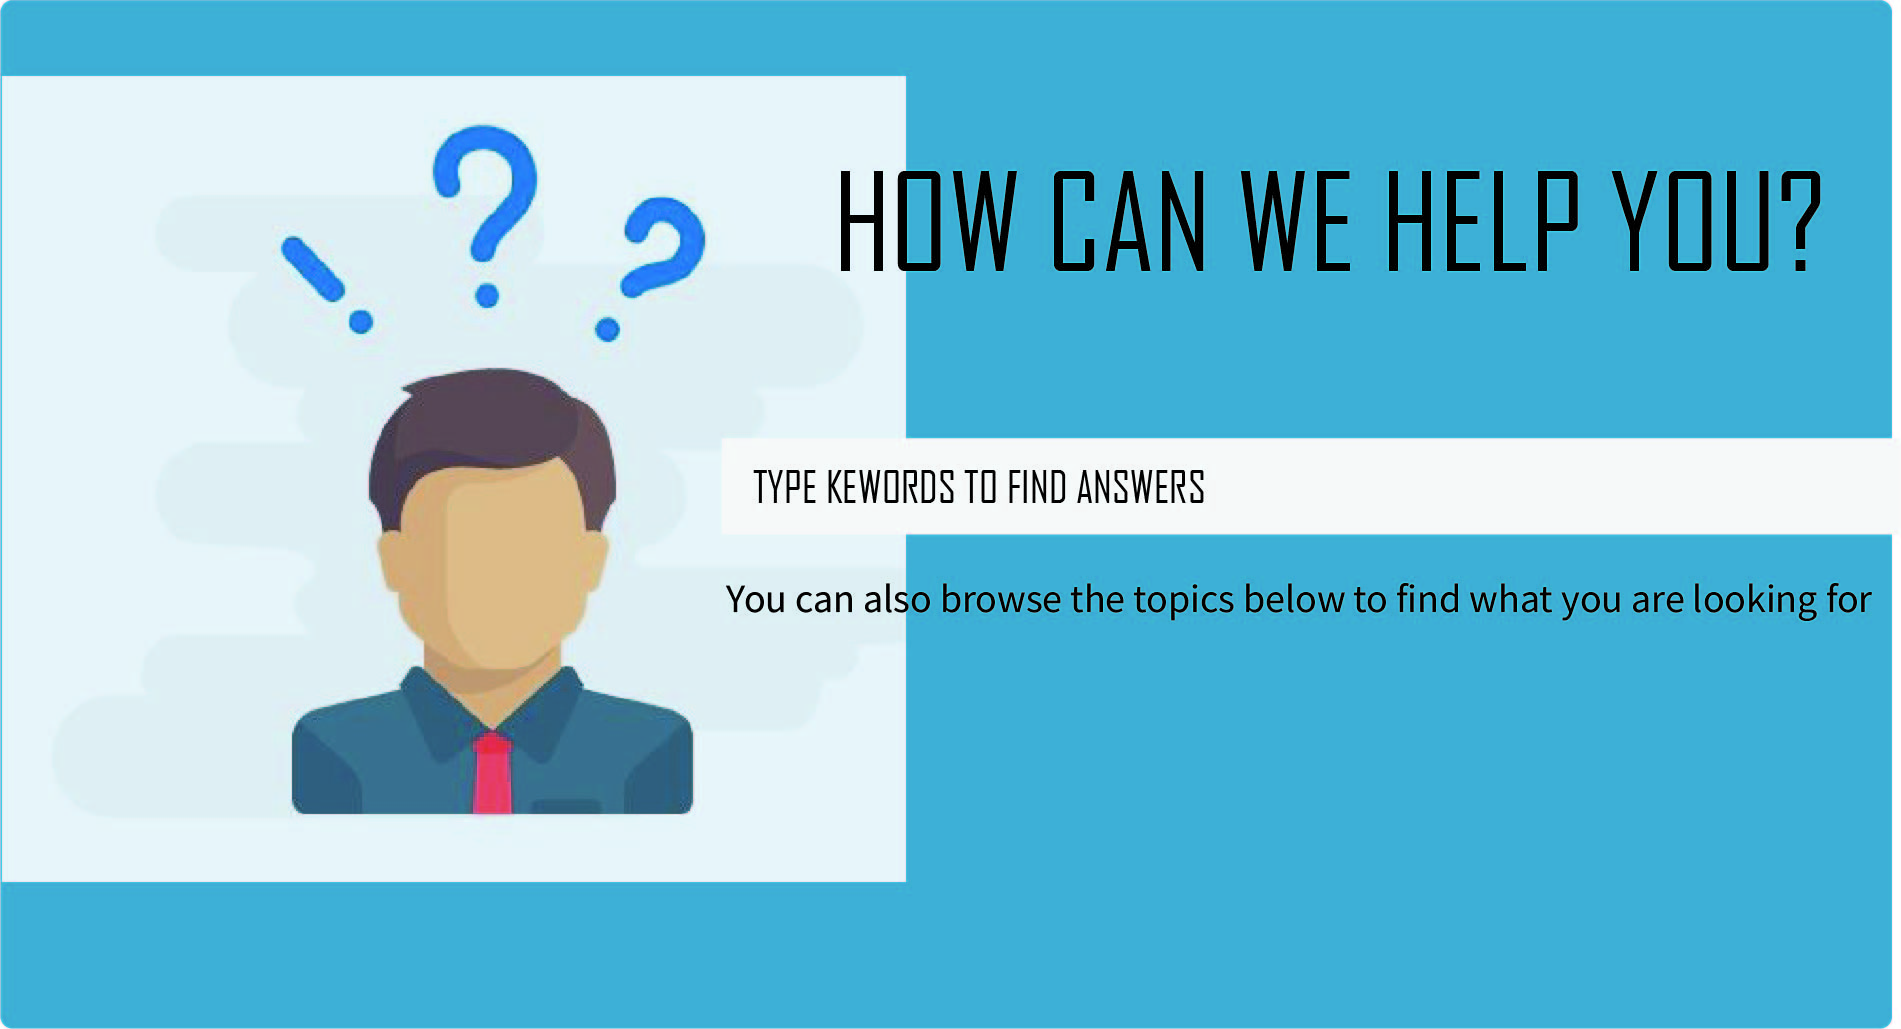 HOW CAN WE HELP YOU?
TYPE KEWORDS TO FIND ANSWERS
You can also browse the topics below to find what you are looking for